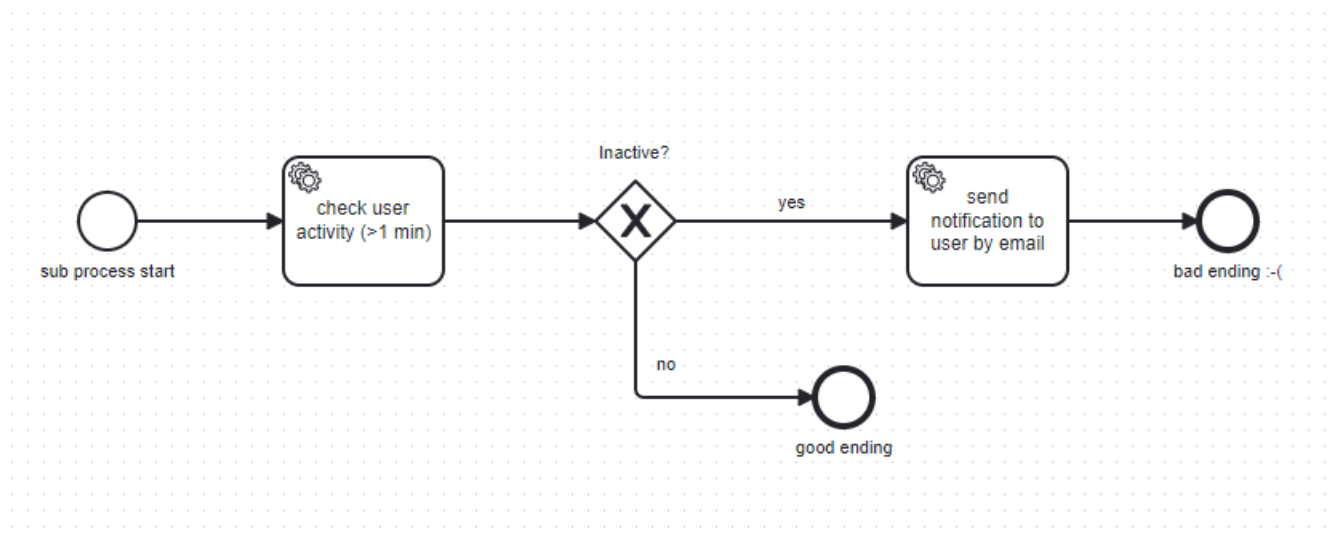 Inactive?
check user
activity (>1 min)
yes
send
notification to
user by email
sub process start
bad ending :-(
no
good ending